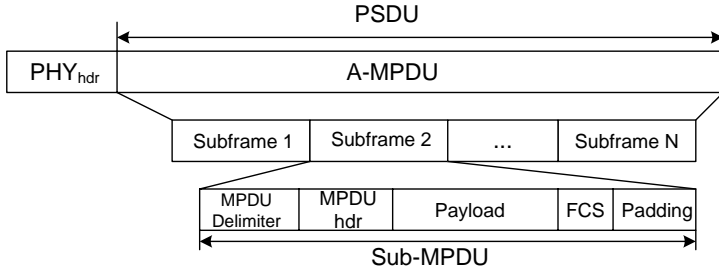 PSDU
PHYhdr A-MPDU
Subframe 1 Subframe 2 ... Subframe N
MPDU Delimiter MPDU hdr Payload FCS Padding
Sub-MPDU